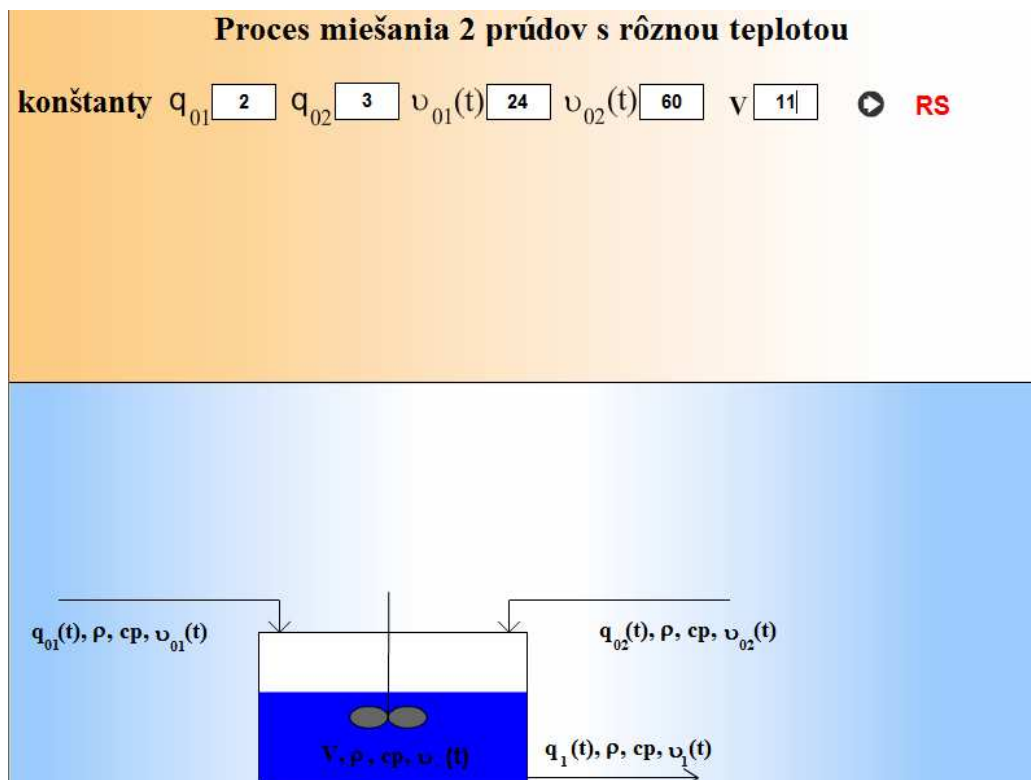 Proces miešania 2 prúdov s rôznou teplotou
konštanty q01 2 q02 3 υ01(t) 24 υ02(t) 60 V 11 RS
q01(t), ρ, cp, υ01(t)
q02(t), ρ, cp, υ02(t)
V, ρ, cp, υ (t)
q1(t), ρ, cp, υ1(t)